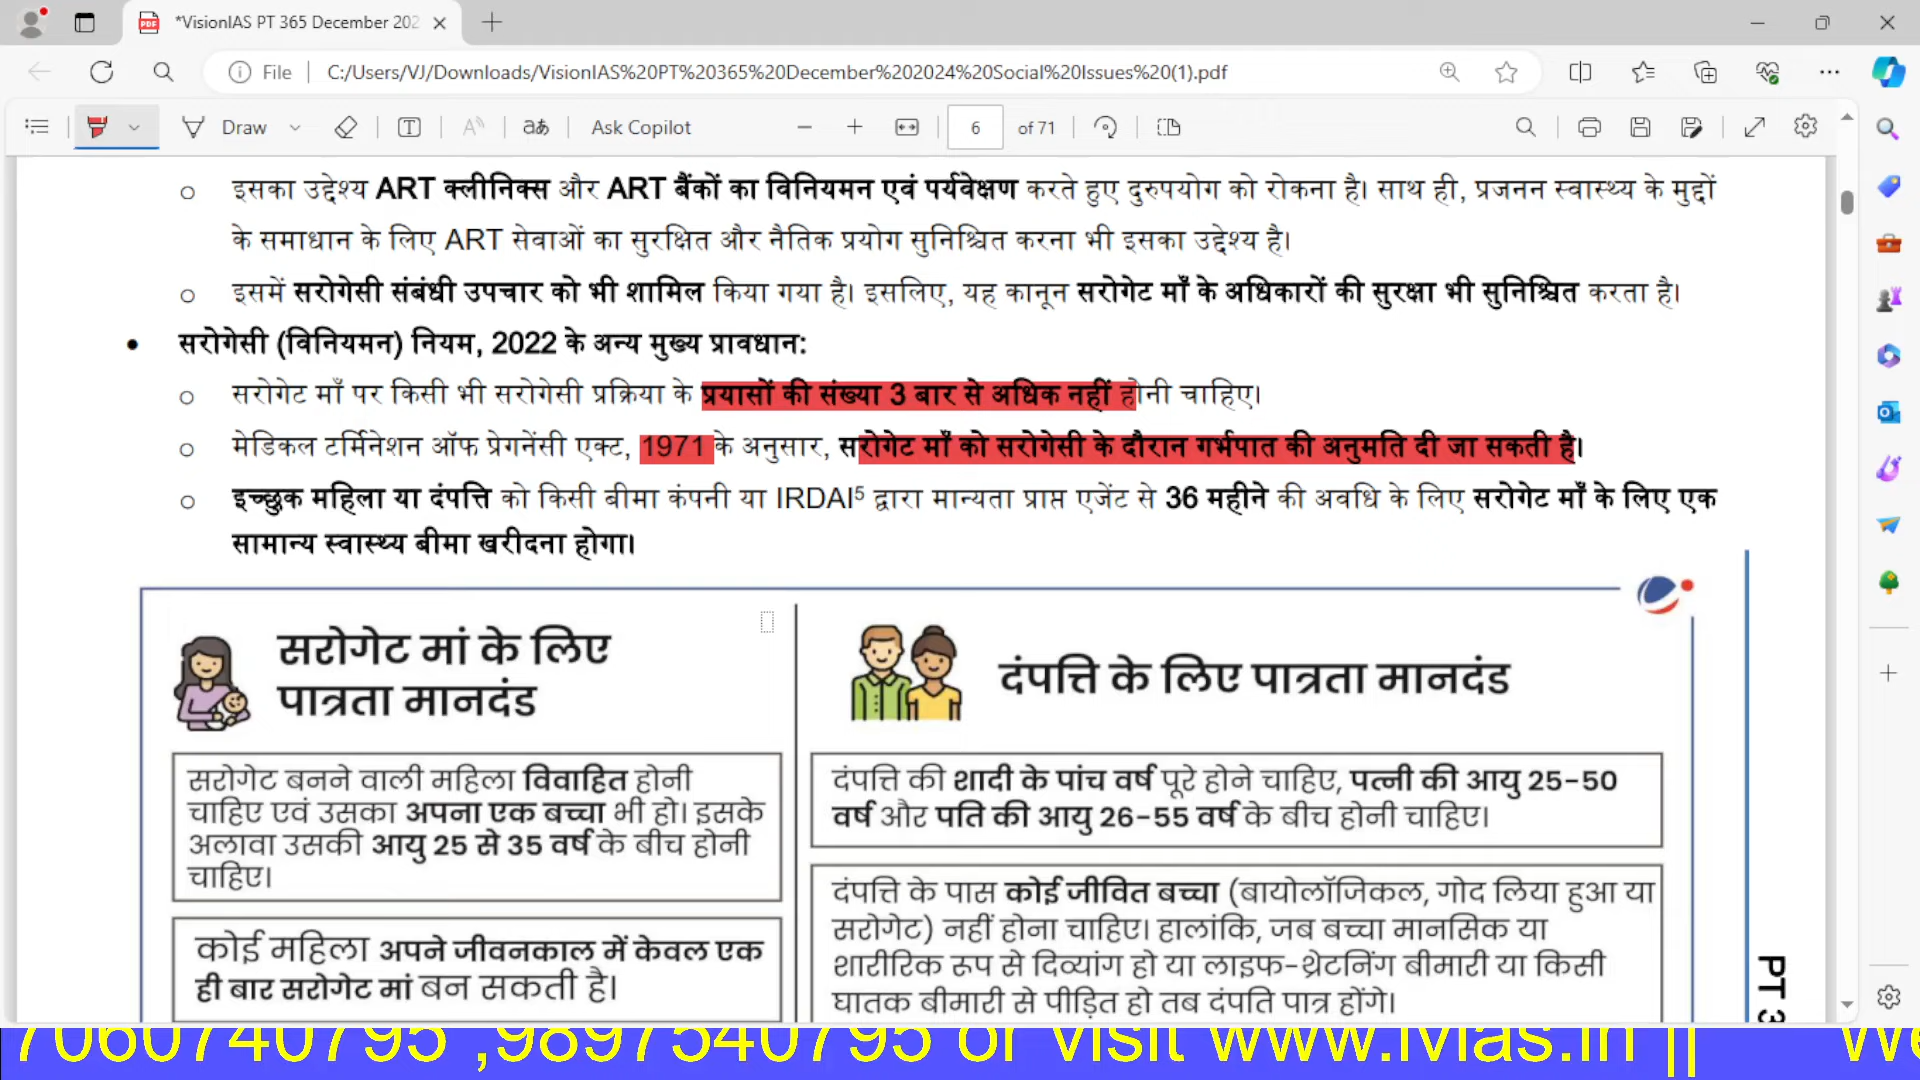 *VisionIAS PT 365 December 202
File
C:/Users/VJ/Downloads/VisionIAS%20PT%20365%20December%202024%20Social%20Issues%20(1).pdf
Draw
Ask Copilot
6
of 71
इसका उद्देश्य ART क्लीनिक्स और ART बैंकों का विनियमन एवं पर्यवेक्षण करते हुए दुरुपयोग को रोकना है। साथ ही, प्रजनन स्वास्थ्य के मुद्दों
के समाधान के लिए ART सेवाओं का सुरक्षित और नैतिक प्रयोग सुनिश्चित करना भी इसका उद्देश्य है।
इसमें सरोगेसी संबंधी उपचार को भी शामिल किया गया है। इसलिए, यह कानून सरोगेट माँ के अधिकारों की सुरक्षा भी सुनिश्चित करता है।
सरोगेसी (विनियमन) नियम, 2022 के अन्य मुख्य प्रावधान:
सरोगेट माँ पर किसी भी सरोगेसी प्रक्रिया के प्रयासों की संख्या 3 बार से अधिक नहीं होनी चाहिए।
मेडिकल टर्मिनेशन ऑफ प्रेगनेंसी एक्ट, 1971 के अनुसार, सरोगेट माँ को सरोगेसी के दौरान गर्भपात की अनुमति दी जा सकती है।
इच्छुक महिला या दंपत्ति को किसी बीमा कंपनी या IRDAI⁵ द्वारा मान्यता प्राप्त एजेंट से 36 महीने की अवधि के लिए सरोगेट माँ के लिए एक
सामान्य स्वास्थ्य बीमा खरीदना होगा।
सरोगेट मां के लिए
पात्रता मानदंड
सरोगेट बनने वाली महिला विवाहित होनी
चाहिए एवं उसका अपना एक बच्चा भी हो। इसके
अलावा उसकी आयु 25 से 35 वर्ष के बीच होनी
चाहिए।
कोई महिला अपने जीवनकाल में केवल एक
ही बार सरोगेट मां बन सकती है।
दंपत्ति के लिए पात्रता मानदंड
दंपत्ति की शादी के पांच वर्ष पूरे होने चाहिए, पत्नी की आयु 25-50
वर्ष और पति की आयु 26-55 वर्ष के बीच होनी चाहिए।
दंपत्ति के पास कोई जीवित बच्चा (बायोलॉजिकल, गोद लिया हुआ या
सरोगेट) नहीं होना चाहिए। हालांकि, जब बच्चा मानसिक या
शारीरिक रूप से दिव्यांग हो या लाइफ-थ्रेटनिंग बीमारी या किसी
घातक बीमारी से पीड़ित हो तब दंपति पात्र होंगे।
PT 3
7060740795 ,9897540795 or visit www.ivias.in || We